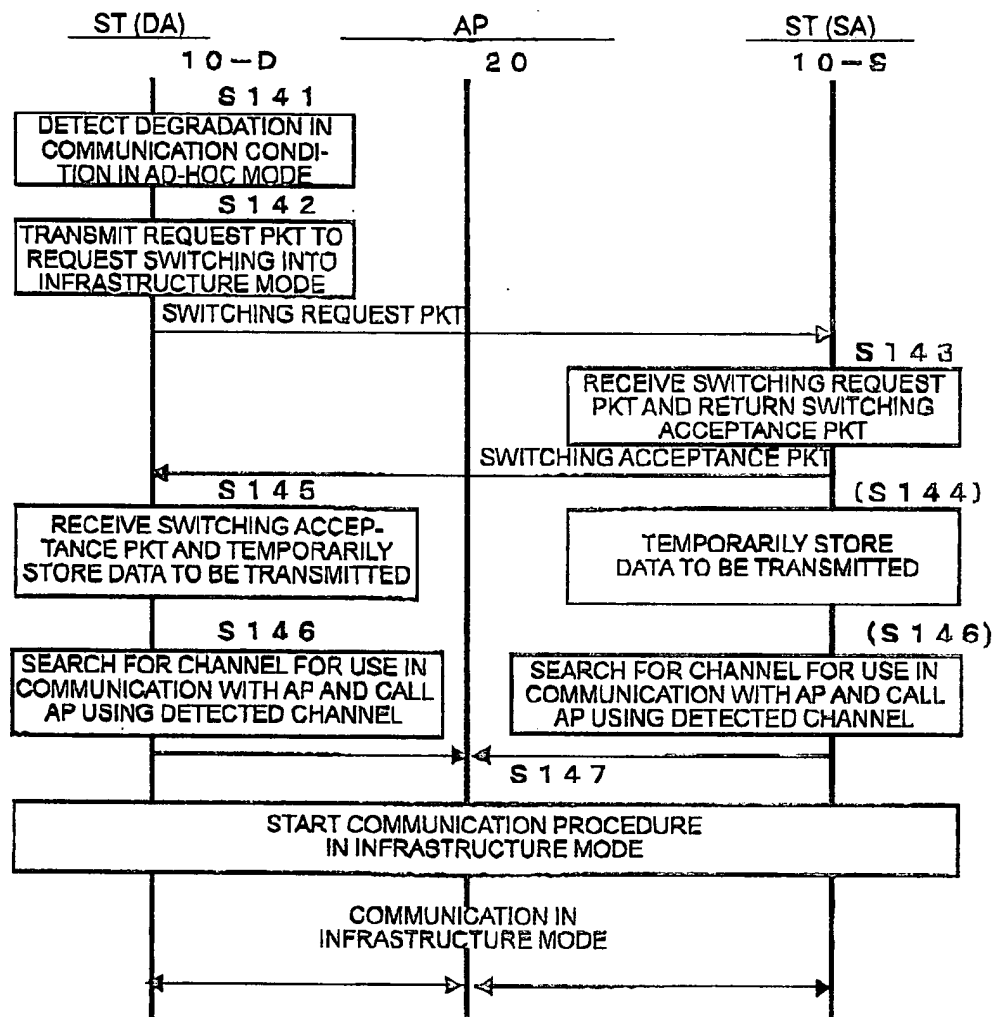 ST (DA)
AP
ST (SA)
10-D
20
10-S
S141
DETECT DEGRADATION IN
COMMUNICATION CONDI-
TION IN AD-HOC MODE
S142
TRANSMIT REQUEST PKT TO
REQUEST SWITCHING INTO
INFRASTRUCTURE MODE
SWITCHING REQUEST PKT
S143
RECEIVE SWITCHING REQUEST
PKT AND RETURN SWITCHING
ACCEPTANCE PKT
SWITCHING ACCEPTANCE PKT
S145
RECEIVE SWITCHING ACCEP-
TANCE PKT AND TEMPORARILY
STORE DATA TO BE TRANSMITTED
(S144)
TEMPORARILY STORE
DATA TO BE TRANSMITTED
S146
SEARCH FOR CHANNEL FOR USE IN
COMMUNICATION WITH AP AND CALL
AP USING DETECTED CHANNEL
(S146)
SEARCH FOR CHANNEL FOR USE IN
COMMUNICATION WITH AP AND CALL
AP USING DETECTED CHANNEL
S147
START COMMUNICATION PROCEDURE
IN INFRASTRUCTURE MODE
COMMUNICATION IN
INFRASTRUCTURE MODE